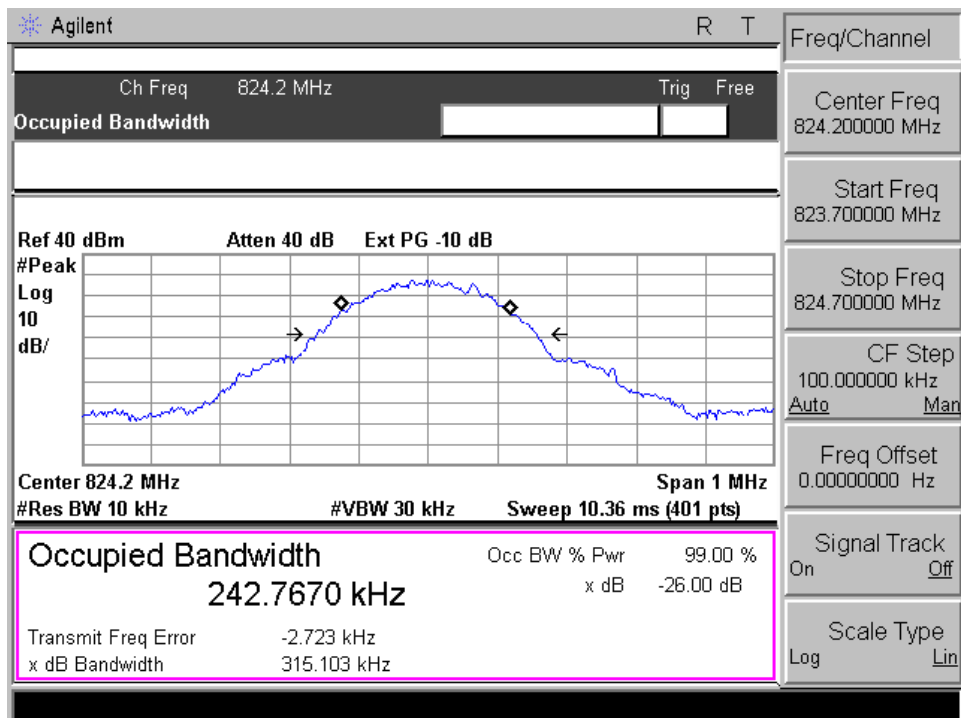 Agilent R T
Ch Freq 824.2 MHz Trig Free
Occupied Bandwidth
Ref 40 dBm Atten 40 dB Ext PG -10 dB
#Peak
Log
10
dB/
Center 824.2 MHz Span 1 MHz
#Res BW 10 kHz #VBW 30 kHz Sweep 10.36 ms (401 pts)
Occupied Bandwidth Occ BW % Pwr 99.00 %
242.7670 kHz x dB -26.00 dB
Transmit Freq Error -2.723 kHz
x dB Bandwidth 315.103 kHz
Freq/Channel
Center Freq
824.200000 MHz
Start Freq
823.700000 MHz
Stop Freq
824.700000 MHz
CF Step
100.000000 kHz
Auto Man
Freq Offset
0.00000000 Hz
Signal Track
On Off
Scale Type
Log Lin